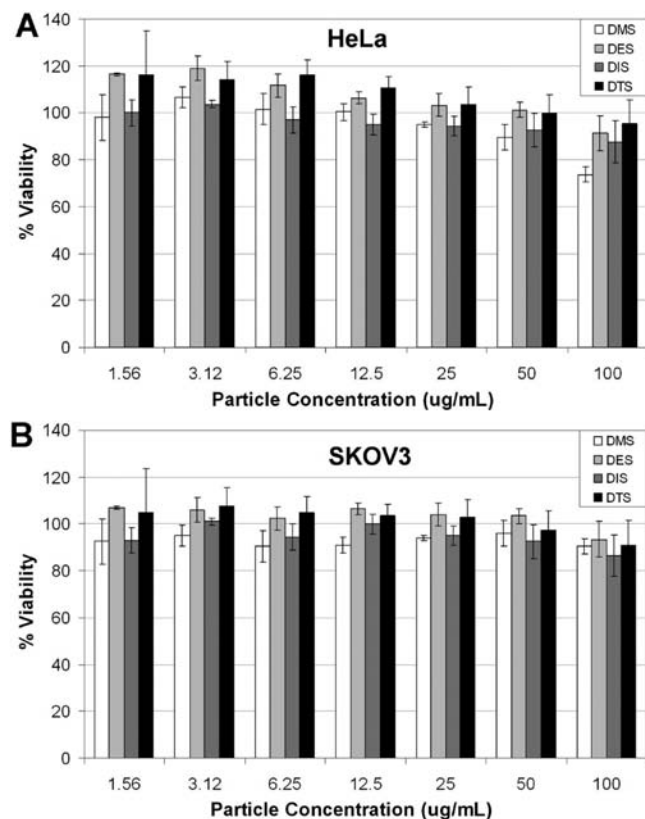 A
HeLa
DMS
DES
DIS
DTS
% Viability
140
120
100
80
60
40
20
0
1.56 3.12 6.25 12.5 25 50 100
Particle Concentration (ug/mL)
B
SKOV3
DMS
DES
DIS
DTS
% Viability
140
120
100
80
60
40
20
0
1.56 3.12 6.25 12.5 25 50 100
Particle Concentration (ug/mL)